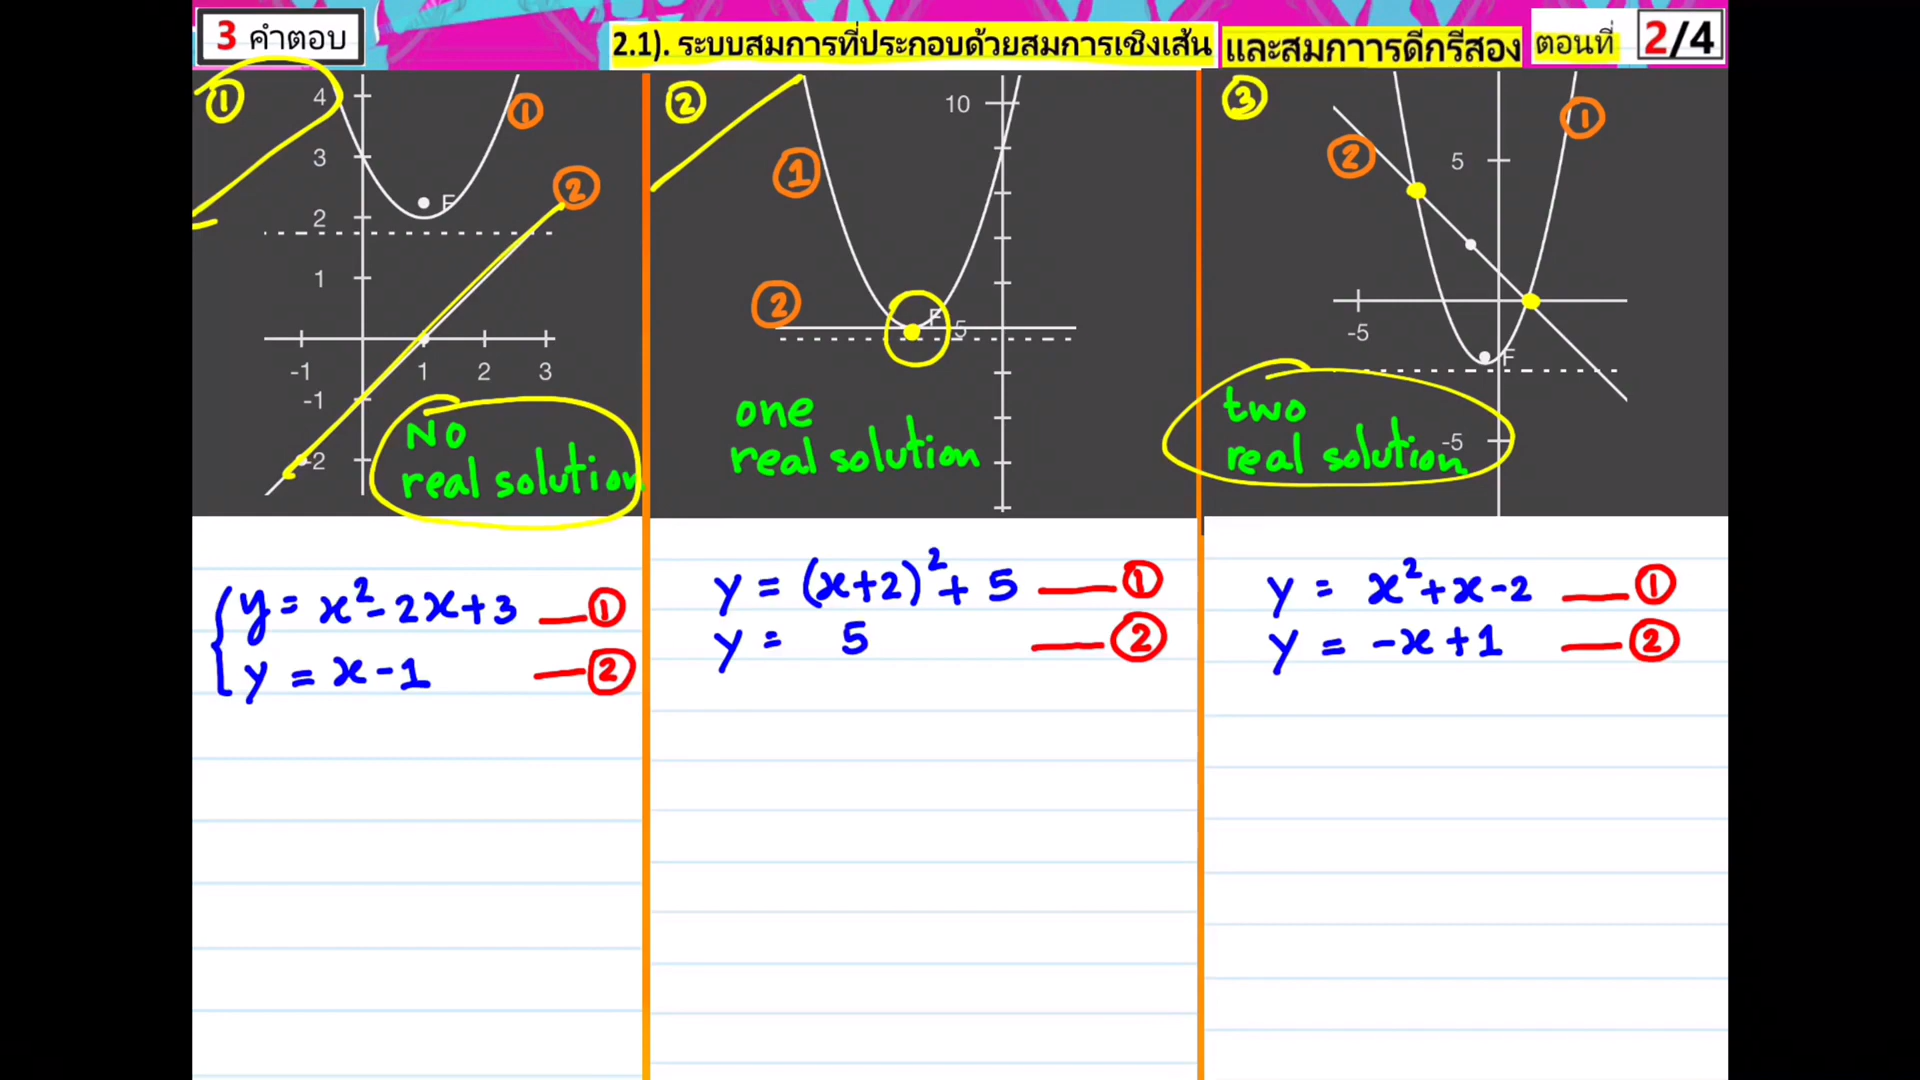 3 คำตอบ
2.1). ระบบสมการที่ประกอบด้วยสมการเชิงเส้น และสมกาารดีกรีสอง ตอนที่ 2/4
①
4
3
2
1
-1
-2
-1 1 2 3
F
①
②
No
real solution
②
10
5
F
①
②
one
real solution
③
5
-5
-5
F
①
②
two
real solution
y = x² - 2x + 3 — ①
y = x - 1 — ②
y = (x+2)² + 5 — ①
y = 5 — ②
y = x² + x - 2 — ①
y = -x + 1 — ②